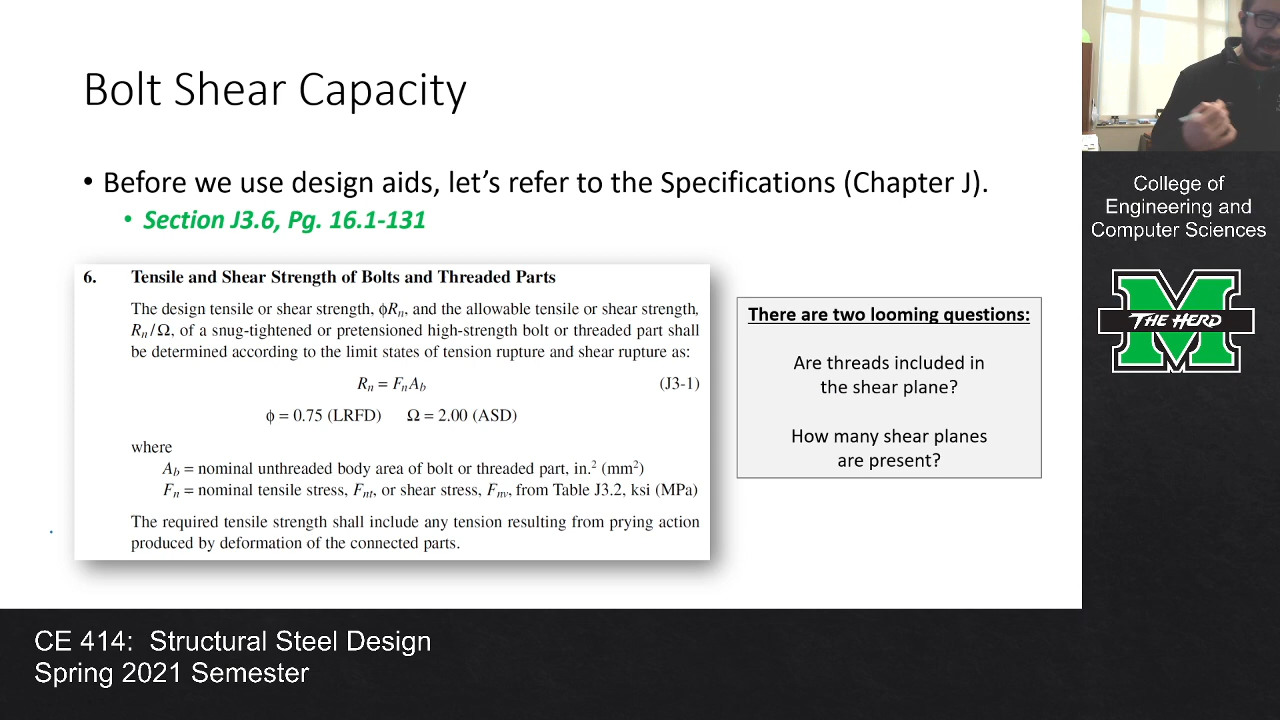 Bolt Shear Capacity
• Before we use design aids, let's refer to the Specifications (Chapter J).
• Section J3.6, Pg. 16.1-131
6. Tensile and Shear Strength of Bolts and Threaded Parts
The design tensile or shear strength, ϕRn, and the allowable tensile or shear strength,
Rn/Ω, of a snug-tightened or pretensioned high-strength bolt or threaded part shall
be determined according to the limit states of tension rupture and shear rupture as:
Rn = FnAb (J3-1)
ϕ = 0.75 (LRFD) Ω = 2.00 (ASD)
where
Ab = nominal unthreaded body area of bolt or threaded part, in.² (mm²)
Fn = nominal tensile stress, Fnt, or shear stress, Fnv, from Table J3.2, ksi (MPa)
The required tensile strength shall include any tension resulting from prying action
produced by deformation of the connected parts.
There are two looming questions:
Are threads included in
the shear plane?
How many shear planes
are present?
College of
Engineering and
Computer Sciences
M
THE HERD
CE 414: Structural Steel Design
Spring 2021 Semester